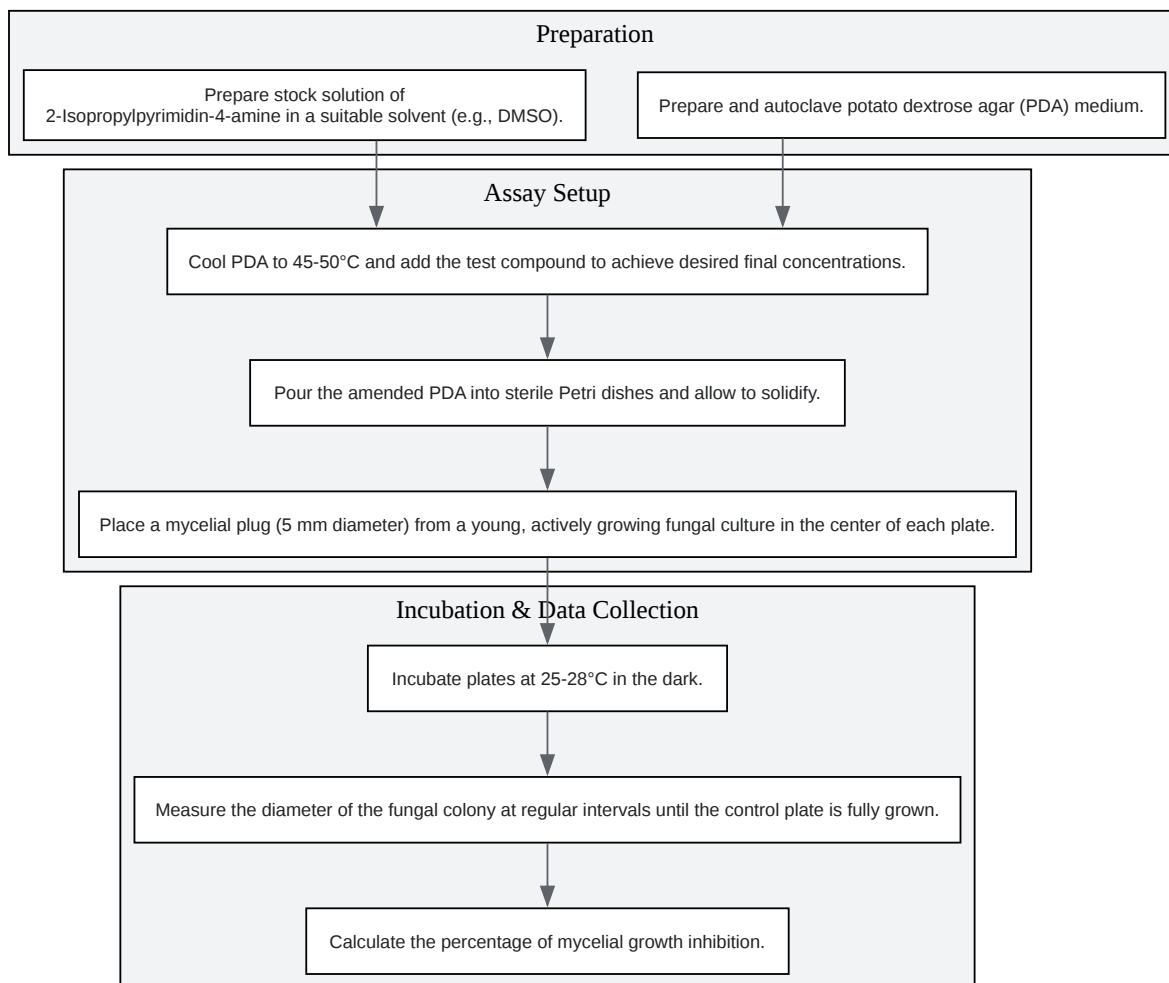 Preparation
Prepare stock solution of
2-Isopropylpyrimidin-4-amine in a suitable solvent (e.g., DMSO).
Prepare and autoclave potato dextrose agar (PDA) medium.
Assay Setup
Cool PDA to 45-50°C and add the test compound to achieve desired final concentrations.
Pour the amended PDA into sterile Petri dishes and allow to solidify.
Place a mycelial plug (5 mm diameter) from a young, actively growing fungal culture in the center of each plate.
Incubation & Data Collection
Incubate plates at 25-28°C in the dark.
Measure the diameter of the fungal colony at regular intervals until the control plate is fully grown.
Calculate the percentage of mycelial growth inhibition.